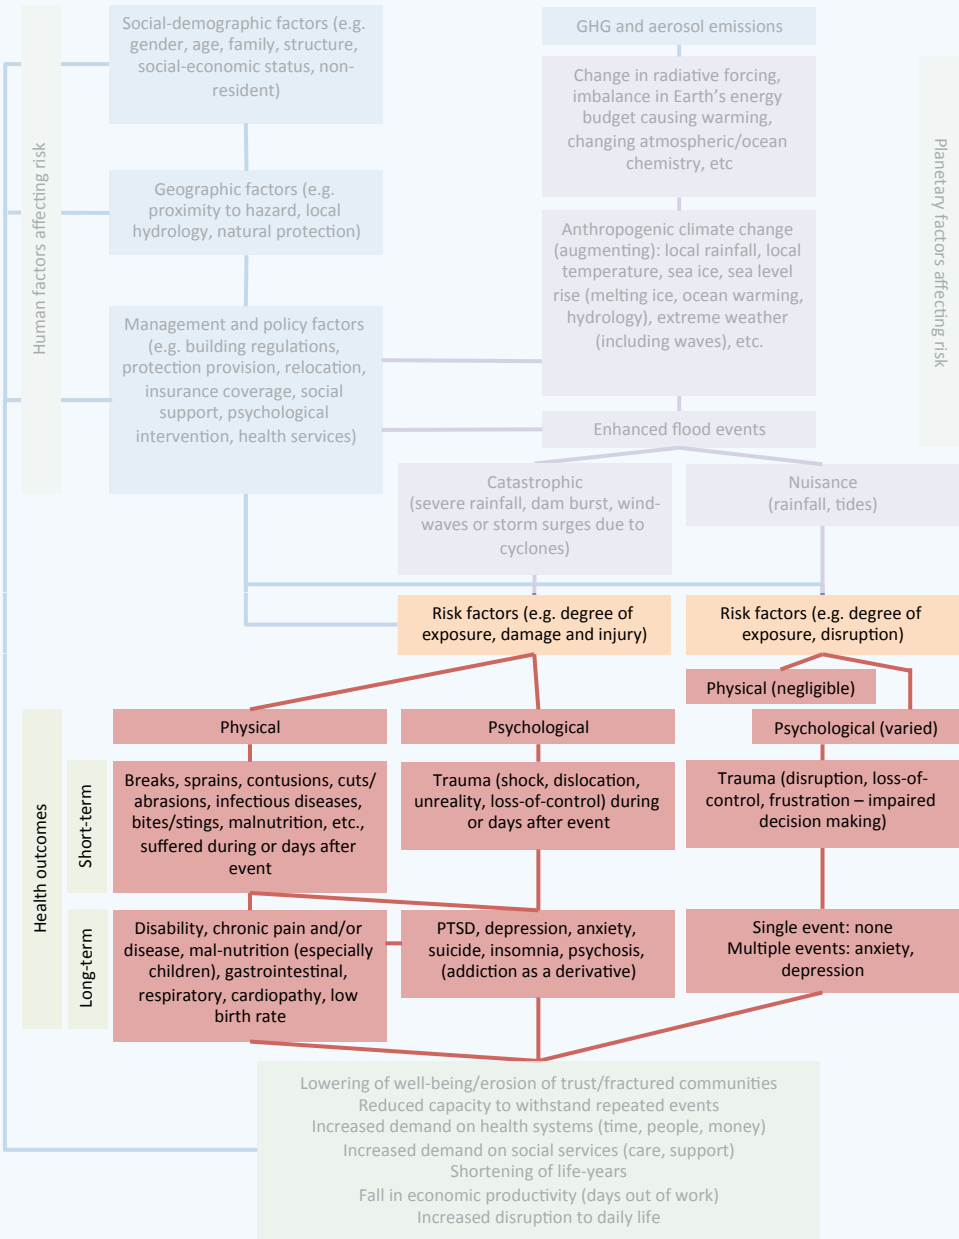 Social-demographic factors (e.g.
gender, age, family, structure,
social-economic status, non-
resident)
GHG and aerosol emissions
Change in radiative forcing,
imbalance in Earth's energy
budget causing warming,
changing atmospheric/ocean
chemistry, etc
Human factors affecting risk
Planetary factors affecting risk
Geographic factors (e.g.
proximity to hazard, local
hydrology, natural protection)
Anthropogenic climate change
(augmenting): local rainfall, local
temperature, sea ice, sea level
rise (melting ice, ocean warming,
hydrology), extreme weather
(including waves), etc.
Management and policy factors
(e.g. building regulations,
protection provision, relocation,
insurance coverage, social
support, psychological
intervention, health services)
Enhanced flood events
Catastrophic
(severe rainfall, dam burst, wind-
waves or storm surges due to
cyclones)
Nuisance
(rainfall, tides)
Risk factors (e.g. degree of
exposure, damage and injury)
Risk factors (e.g. degree of
exposure, disruption)
Physical (negligible)
Physical
Psychological
Psychological (varied)
Health outcomes
Short-term
Breaks, sprains, contusions, cuts/
abrasions, infectious diseases,
bites/stings, malnutrition, etc.,
suffered during or days after
event
Trauma (shock, dislocation,
unreality, loss-of-control) during
or days after event
Trauma (disruption, loss-of-
control, frustration – impaired
decision making)
Long-term
Disability, chronic pain and/or
disease, mal-nutrition (especially
children), gastrointestinal,
respiratory, cardiopathy, low
birth rate
PTSD, depression, anxiety,
suicide, insomnia, psychosis,
(addiction as a derivative)
Single event: none
Multiple events: anxiety,
depression
Lowering of well-being/erosion of trust/fractured communities
Reduced capacity to withstand repeated events
Increased demand on health systems (time, people, money)
Increased demand on social services (care, support)
Shortening of life-years
Fall in economic productivity (days out of work)
Increased disruption to daily life